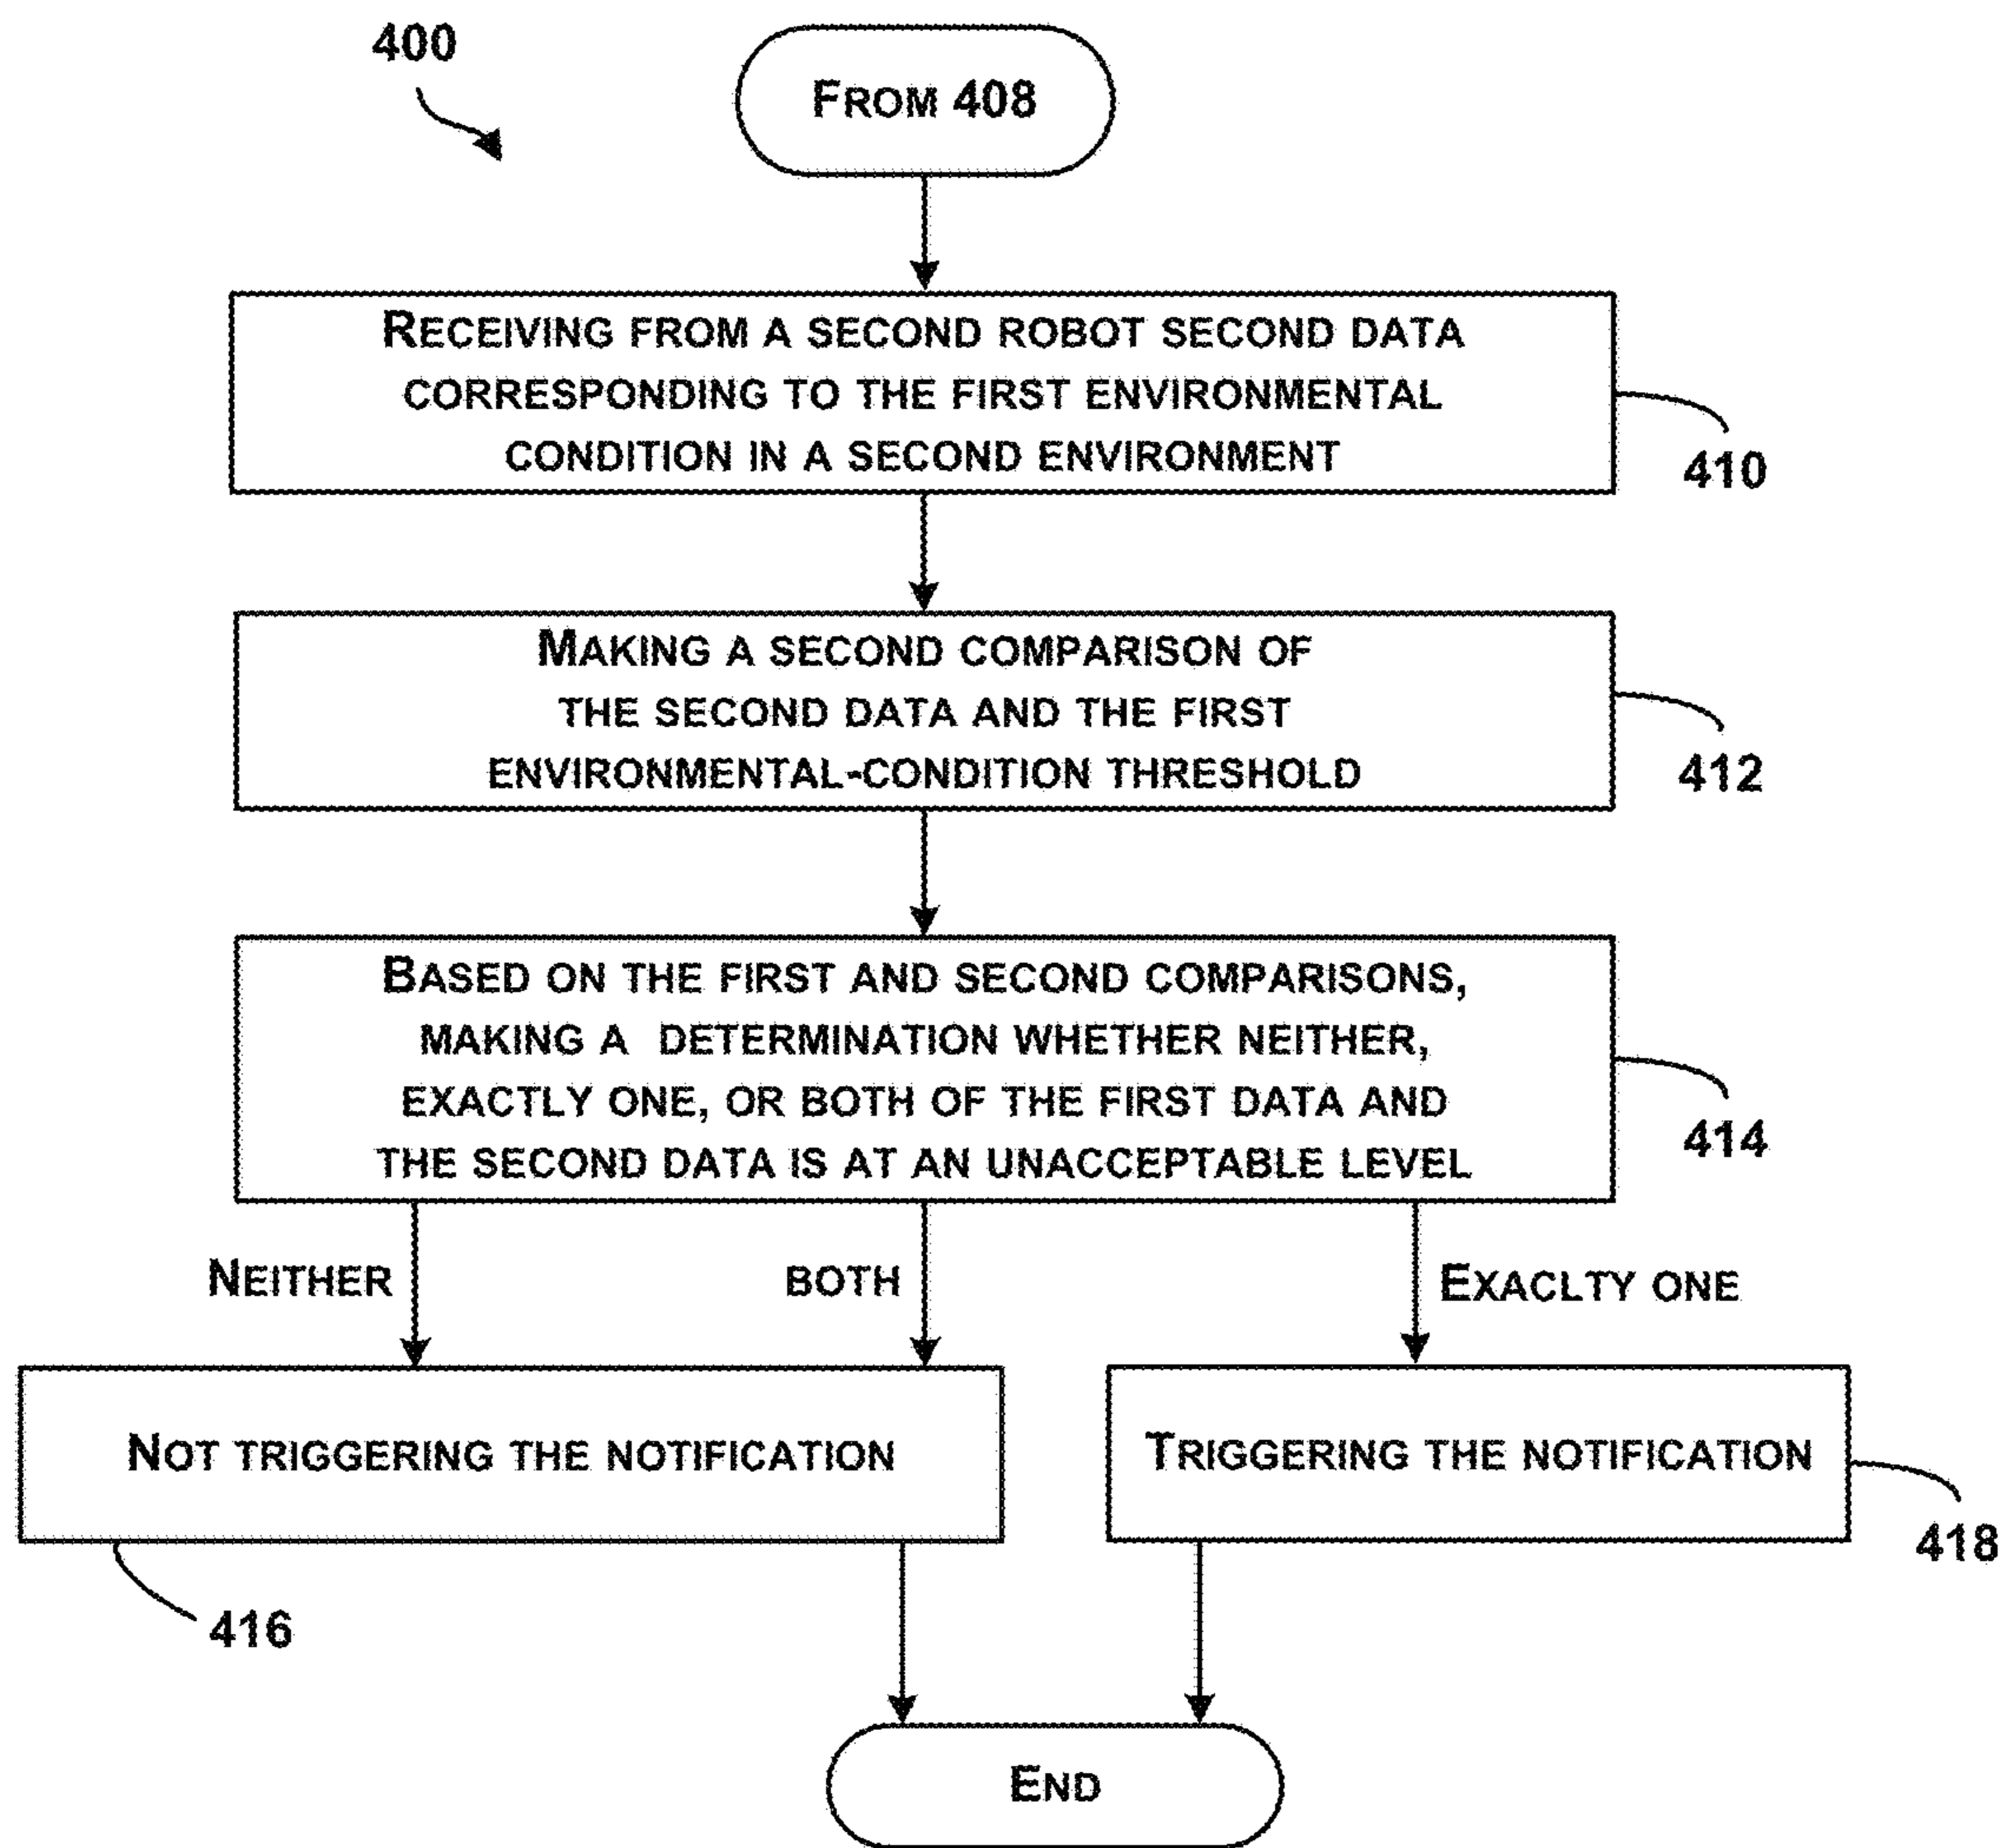 400
FROM 408
RECEIVING FROM A SECOND ROBOT SECOND DATA
CORRESPONDING TO THE FIRST ENVIRONMENTAL
CONDITION IN A SECOND ENVIRONMENT
410
MAKING A SECOND COMPARISON OF
THE SECOND DATA AND THE FIRST
ENVIRONMENTAL-CONDITION THRESHOLD
412
BASED ON THE FIRST AND SECOND COMPARISONS,
MAKING A DETERMINATION WHETHER NEITHER,
EXACTLY ONE, OR BOTH OF THE FIRST DATA AND
THE SECOND DATA IS AT AN UNACCEPTABLE LEVEL
414
NEITHER
BOTH
EXACLTY ONE
NOT TRIGGERING THE NOTIFICATION
TRIGGERING THE NOTIFICATION
418
416
END